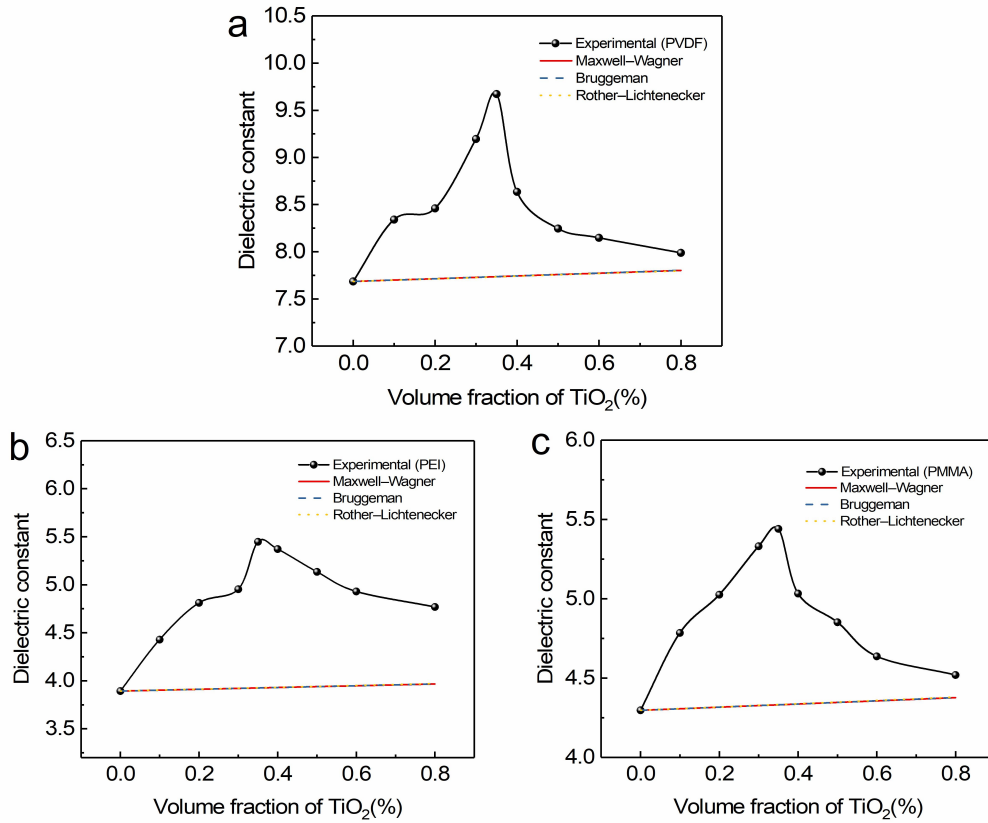 a
10.5
10.0
9.5
9.0
8.5
8.0
7.5
7.0
Dielectric constant
Experimental (PVDF)
Maxwell–Wagner
Bruggeman
Rother–Lichtenecker
0.0 0.2 0.4 0.6 0.8
Volume fraction of TiO₂(%)
b
6.5
6.0
5.5
5.0
4.5
4.0
3.5
Dielectric constant
Experimental (PEI)
Maxwell–Wagner
Bruggeman
Rother–Lichtenecker
0.0 0.2 0.4 0.6 0.8
Volume fraction of TiO₂(%)
c
6.0
5.5
5.0
4.5
4.0
Dielectric constant
Experimental (PMMA)
Maxwell–Wagner
Bruggeman
Rother–Lichtenecker
0.0 0.2 0.4 0.6 0.8
Volume fraction of TiO₂(%)